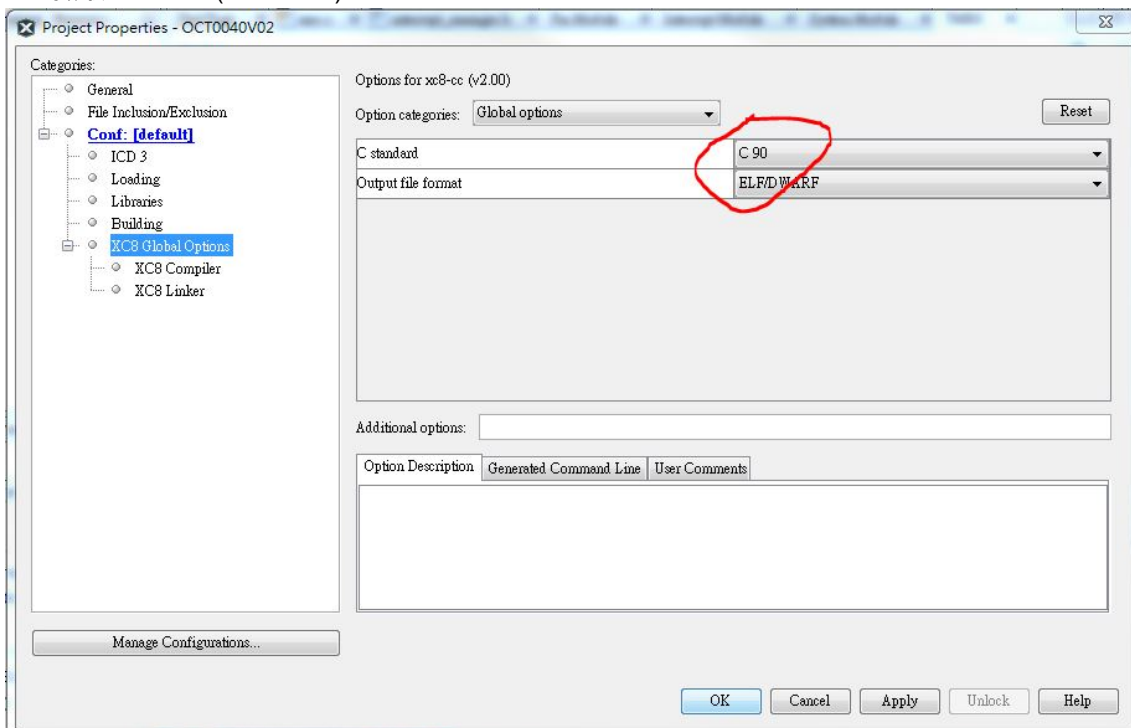 Project Properties - OCT0040V02
Categories:
General
File Inclusion/Exclusion
Conf: [default]
ICD 3
Loading
Libraries
Building
XC8 Global Options
XC8 Compiler
XC8 Linker
Manage Configurations...
Options for xc8-cc (v2.00)
Option categories: Global options Reset
C standard C 90
Output file format ELF/DWARF
Additional options:
Option Description Generated Command Line User Comments
OK Cancel Apply Unlock Help